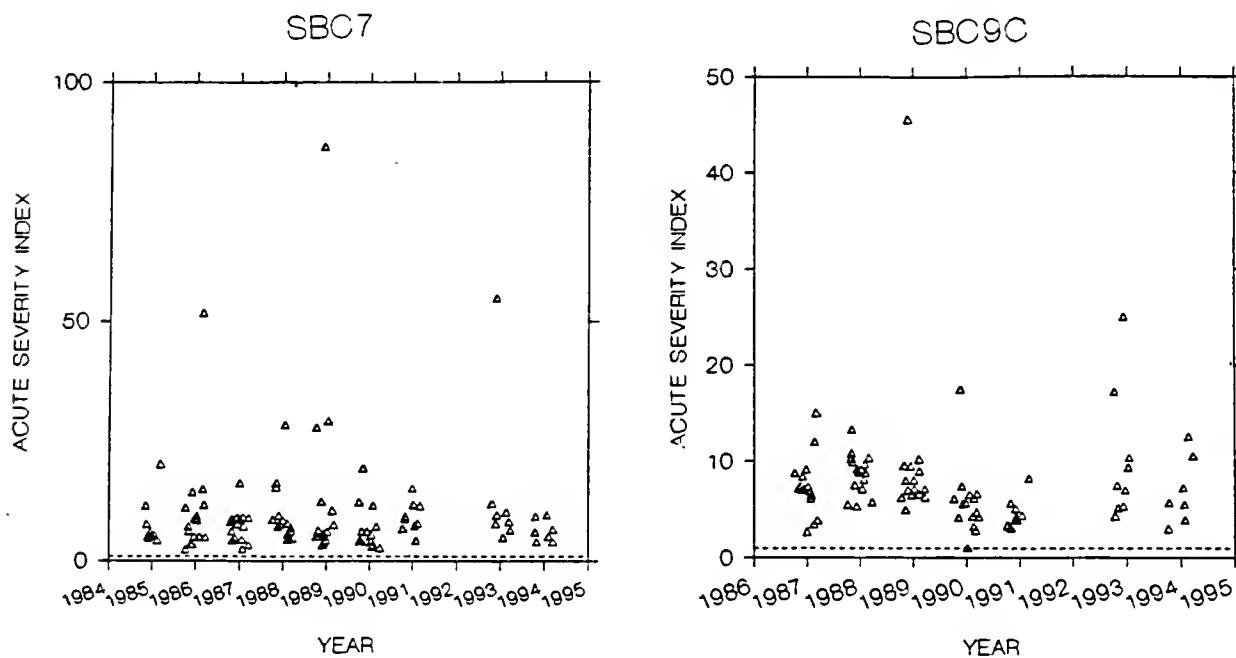 SBC7
100
50
0
ACUTE SEVERITY INDEX
1984 1985 1986 1987 1988 1989 1990 1991 1992 1993 1994 1995
YEAR
SBC9C
50
40
30
20
10
0
ACUTE SEVERITY INDEX
1986 1987 1988 1989 1990 1991 1992 1993 1994 1995
YEAR